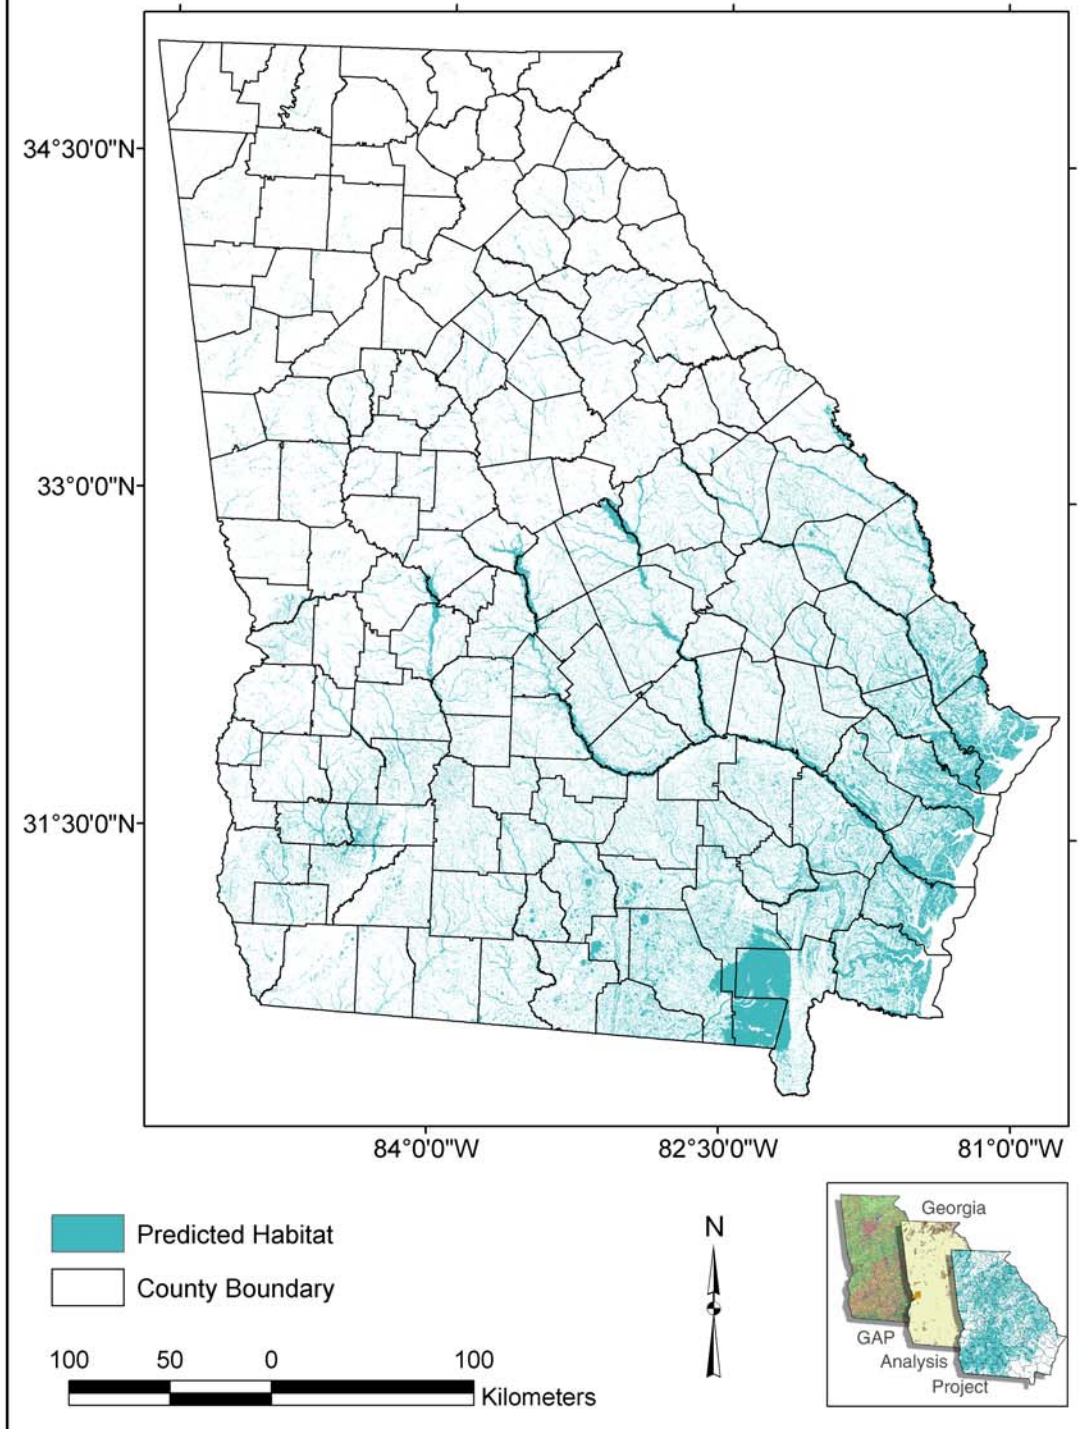 34°30'0"N
33°0'0"N
31°30'0"N
84°0'0"W 82°30'0"W 81°0'0"W
Predicted Habitat
County Boundary
100 50 0 100
Kilometers
N
Georgia
GAP
Analysis
Project